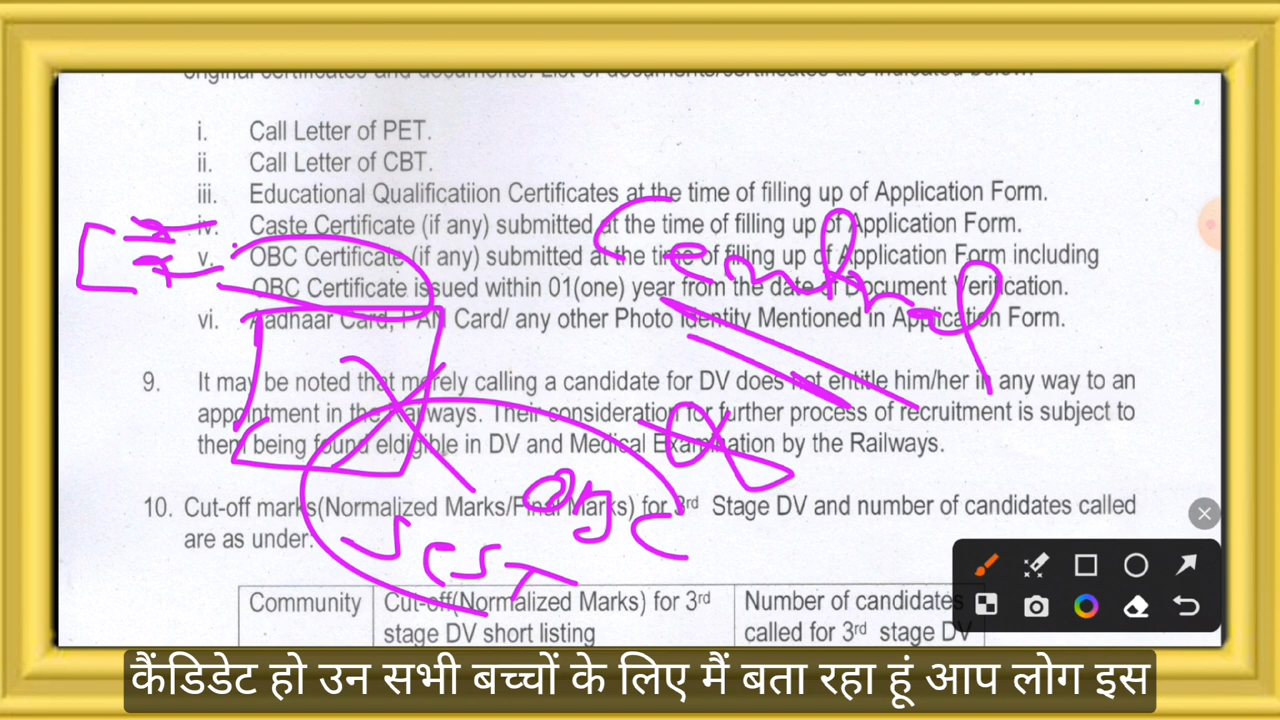 original certificates and documents. List of documents/certificates are indicated below.
i. Call Letter of PET.
ii. Call Letter of CBT.
iii. Educational Qualificatiion Certificates at the time of filling up of Application Form.
iv. Caste Certificate (if any) submitted at the time of filling up of Application Form.
v. OBC Certificate (if any) submitted at the time of filling up of Application Form including
OBC Certificate issued within 01(one) year from the date of Document Verification.
vi. Aadhaar Card, PAN Card/ any other Photo Identity Mentioned in Application Form.
9. It may be noted that merely calling a candidate for DV does not entitle him/her in any way to an
appointment in the Railways. Their consideration for further process of recruitment is subject to
them being found eldigible in DV and Medical Examination by the Railways.
10. Cut-off marks(Normalized Marks/Final Marks) for 3rd Stage DV and number of candidates called
are as under.
Community Cut-off(Normalized Marks) for 3rd Number of candidates
stage DV short listing called for 3rd stage DV
OBC
SC ST
कैंडिडेट हो उन सभी बच्चों के लिए मैं बता रहा हूं आप लोग इस